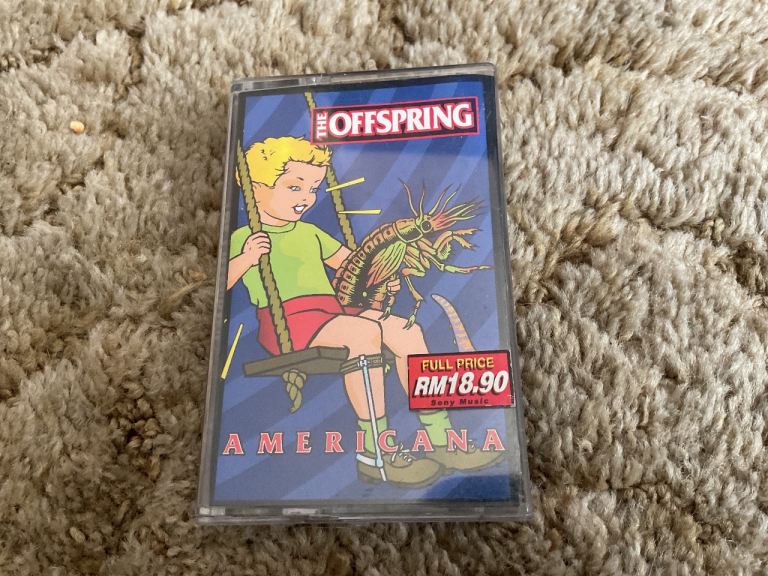 THE OFFSPRING
FULL PRICE
RM18.90
Sony Music
AMERICANA